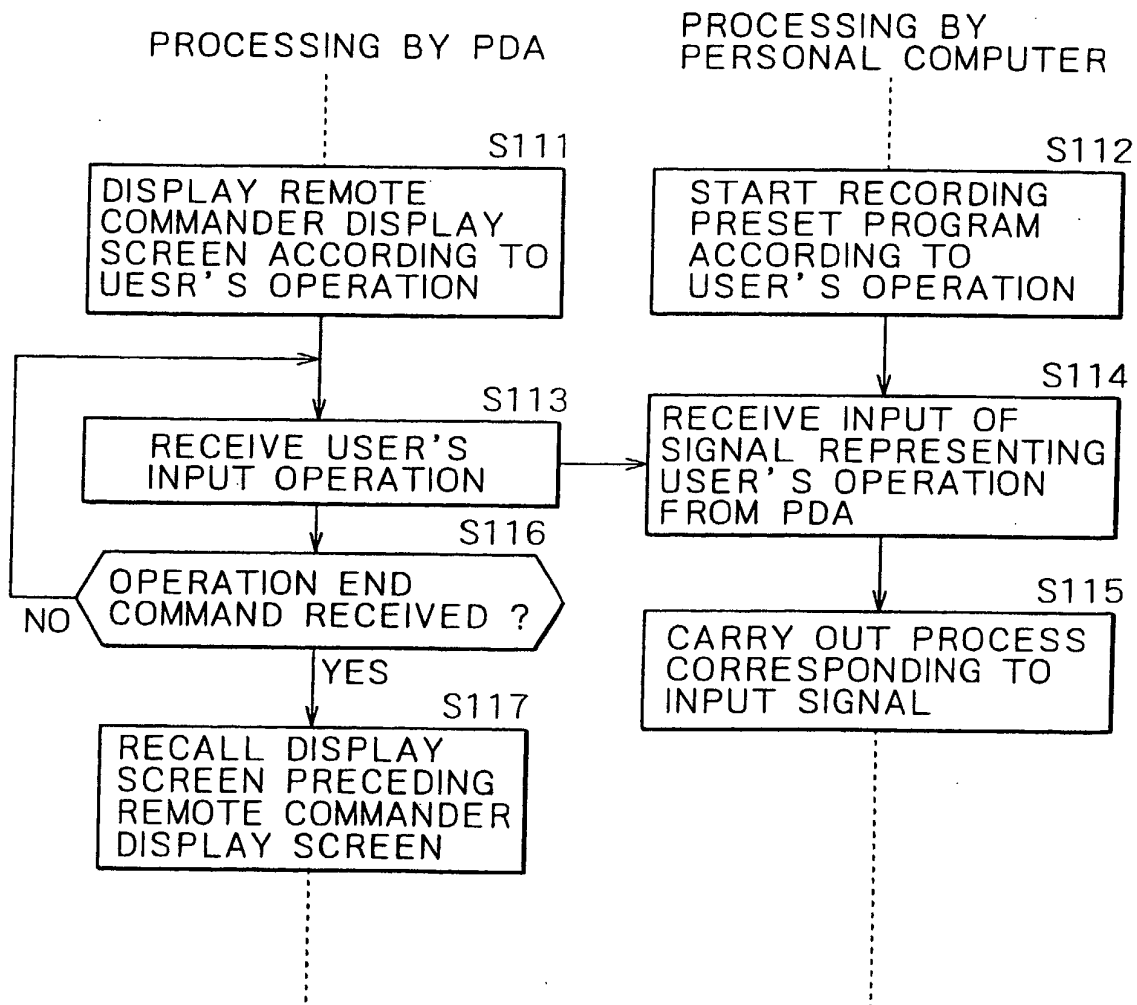 PROCESSING BY PDA
PROCESSING BY
PERSONAL COMPUTER
S111
DISPLAY REMOTE
COMMANDER DISPLAY
SCREEN ACCORDING TO
UESR'S OPERATION
S112
START RECORDING
PRESET PROGRAM
ACCORDING TO
USER'S OPERATION
S113
RECEIVE USER'S
INPUT OPERATION
S114
RECEIVE INPUT OF
SIGNAL REPRESENTING
USER'S OPERATION
FROM PDA
S116
OPERATION END
COMMAND RECEIVED ?
NO
YES
S115
CARRY OUT PROCESS
CORRESPONDING TO
INPUT SIGNAL
S117
RECALL DISPLAY
SCREEN PRECEDING
REMOTE COMMANDER
DISPLAY SCREEN